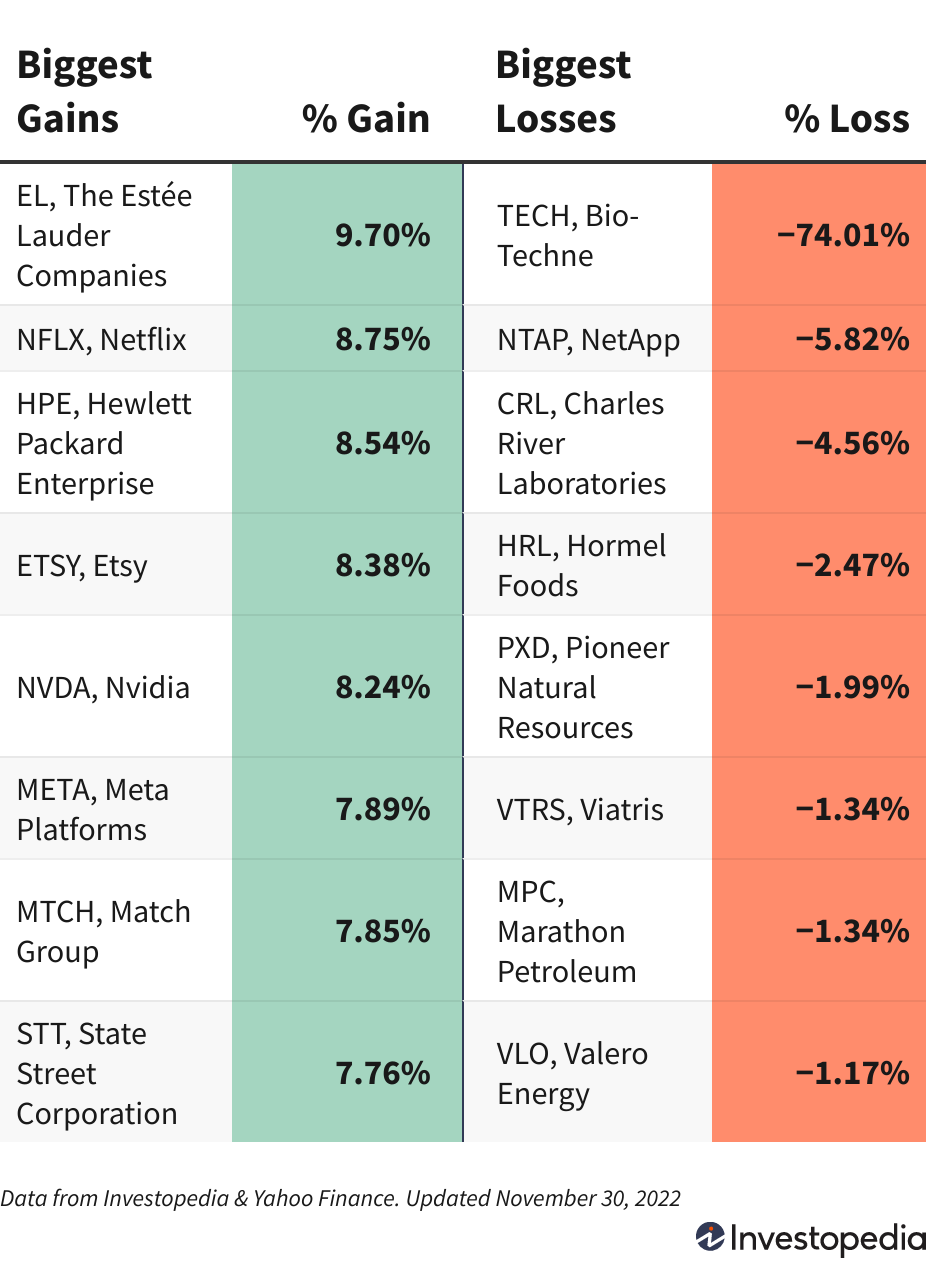 Biggest
Gains
% Gain
Biggest
Losses
% Loss
EL, The Estée
Lauder
Companies
9.70%
TECH, Bio-
Techne
−74.01%
NFLX, Netflix
8.75%
NTAP, NetApp
−5.82%
HPE, Hewlett
Packard
Enterprise
8.54%
CRL, Charles
River
Laboratories
−4.56%
ETSY, Etsy
8.38%
HRL, Hormel
Foods
−2.47%
NVDA, Nvidia
8.24%
PXD, Pioneer
Natural
Resources
−1.99%
META, Meta
Platforms
7.89%
VTRS, Viatris
−1.34%
MTCH, Match
Group
7.85%
MPC,
Marathon
Petroleum
−1.34%
STT, State
Street
Corporation
7.76%
VLO, Valero
Energy
−1.17%
Data from Investopedia & Yahoo Finance. Updated November 30, 2022
Investopedia